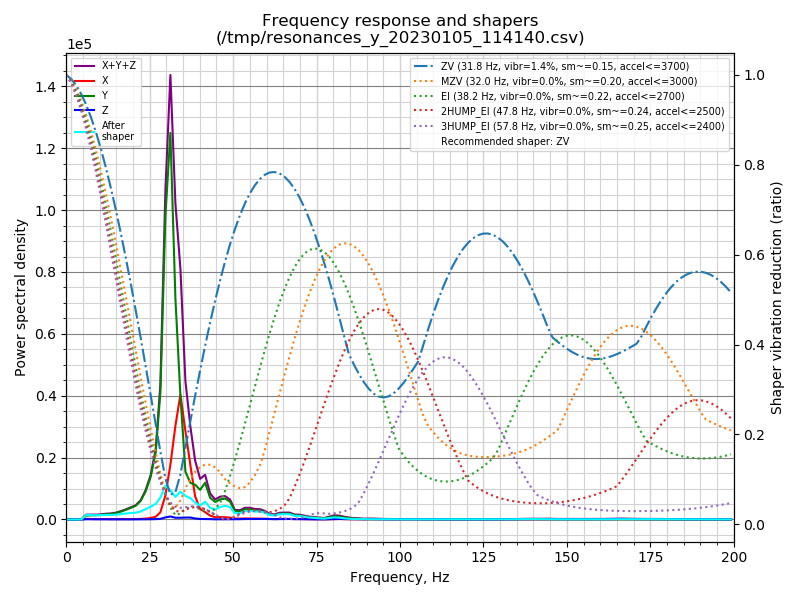 Frequency response and shapers
(/tmp/resonances_y_20230105_114140.csv)
1e5
X+Y+Z
X
Y
Z
After
shaper
ZV (31.8 Hz, vibr=1.4%, sm~=0.15, accel<=3700)
MZV (32.0 Hz, vibr=0.0%, sm~=0.20, accel<=3000)
EI (38.2 Hz, vibr=0.0%, sm~=0.22, accel<=2700)
2HUMP_EI (47.8 Hz, vibr=0.0%, sm~=0.24, accel<=2500)
3HUMP_EI (57.8 Hz, vibr=0.0%, sm~=0.25, accel<=2400)
Recommended shaper: ZV
Power spectral density
1.4
1.2
1.0
0.8
0.6
0.4
0.2
0.0
1.0
0.8
0.6
0.4
0.2
0.0
Shaper vibration reduction (ratio)
0 25 50 75 100 125 150 175 200
Frequency, Hz